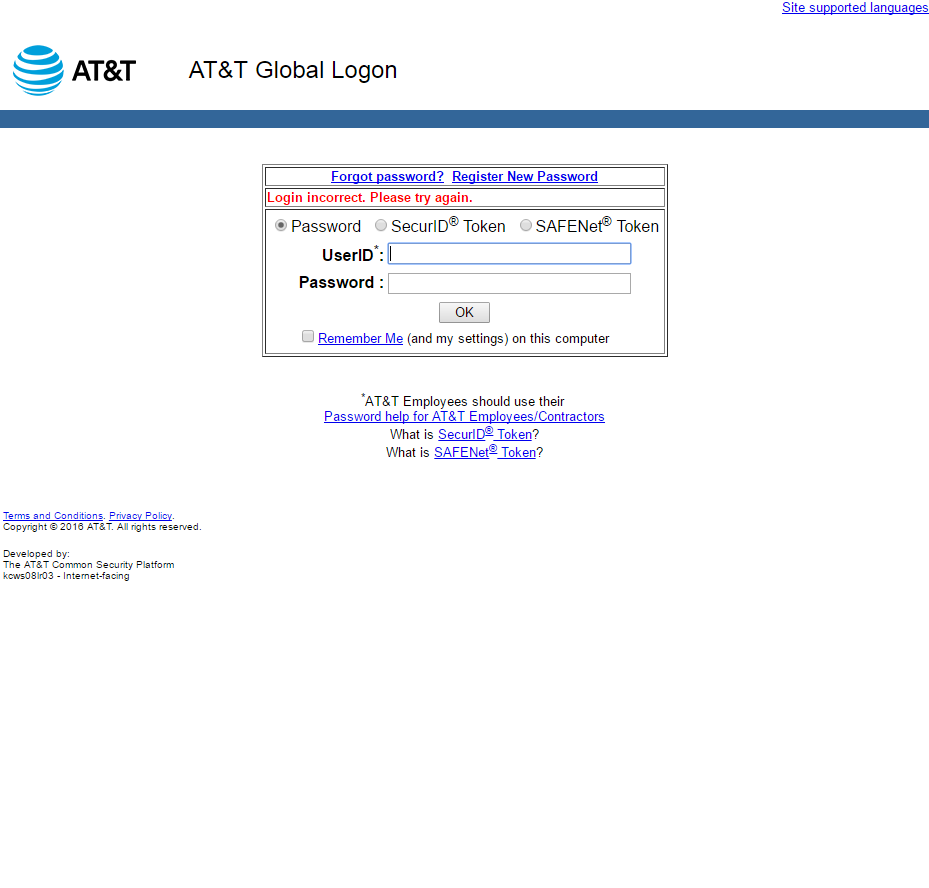 Site supported languages
AT&T
AT&T Global Logon
Forgot password? Register New Password
Login incorrect. Please try again.
Password SecurID® Token SAFENet® Token
UserID*:
Password :
OK
Remember Me (and my settings) on this computer
*AT&T Employees should use their
Password help for AT&T Employees/Contractors
What is SecurID® Token?
What is SAFENet® Token?
Terms and Conditions. Privacy Policy.
Copyright © 2016 AT&T. All rights reserved.
Developed by:
The AT&T Common Security Platform
kcws08lr03 - Internet-facing